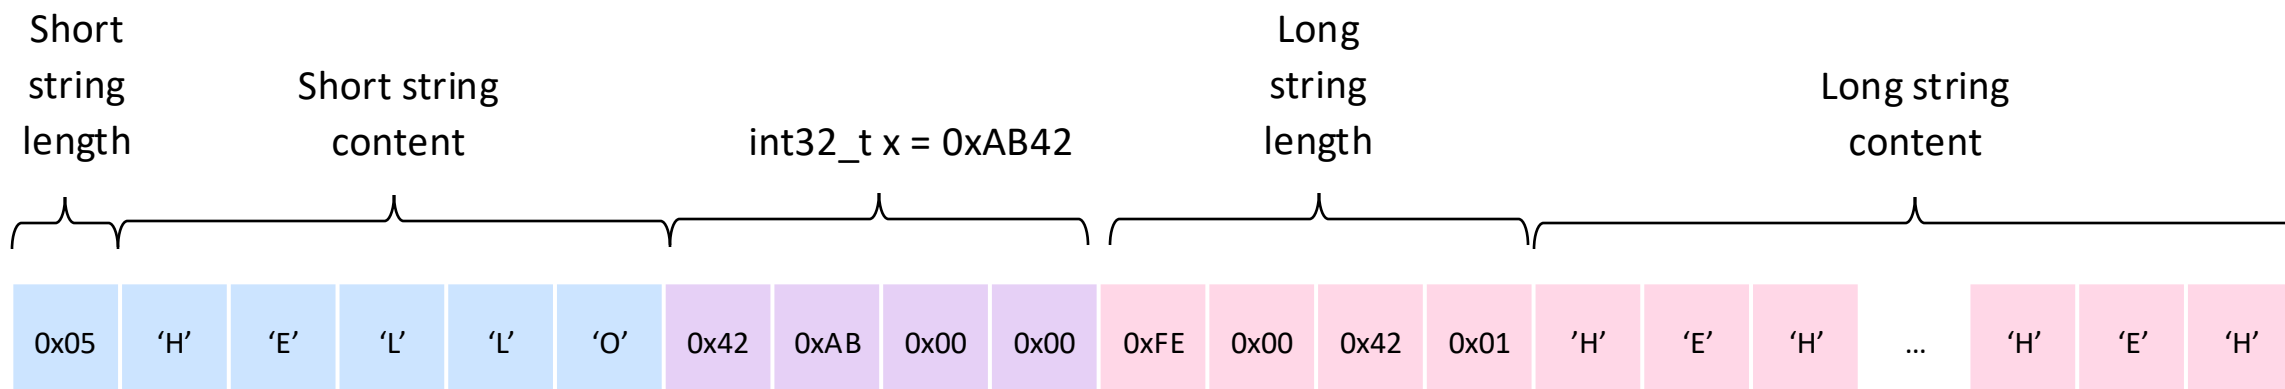 Short
string
length
Short string
content
int32_t x = 0xAB42
Long
string
length
Long string
content
0x05 ‘H’ ‘E’ ‘L’ ‘L’ ‘O’ 0x42 0xAB 0x00 0x00 0xFE 0x00 0x42 0x01 ’H’ ‘E’ ‘H’ ... ‘H’ ‘E’ ‘H’